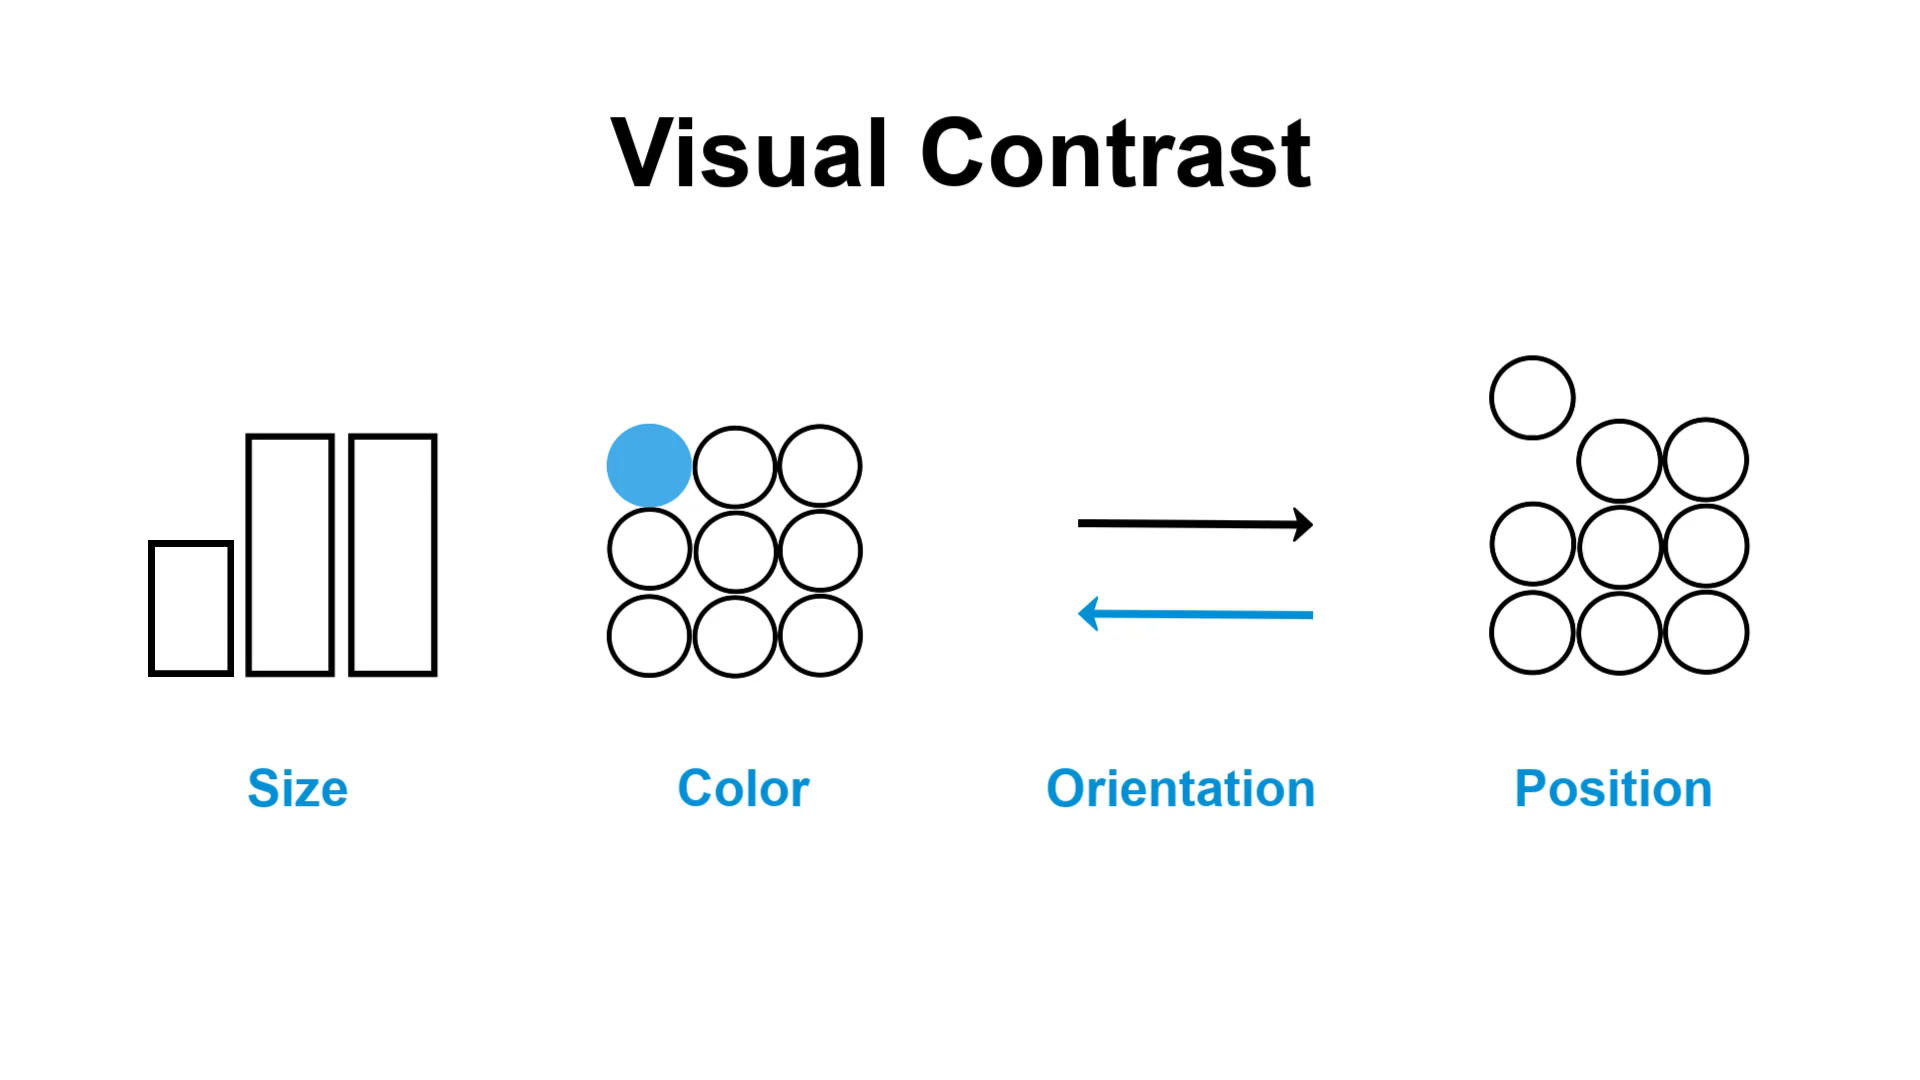 Visual Contrast
Size
Color
Orientation
Position